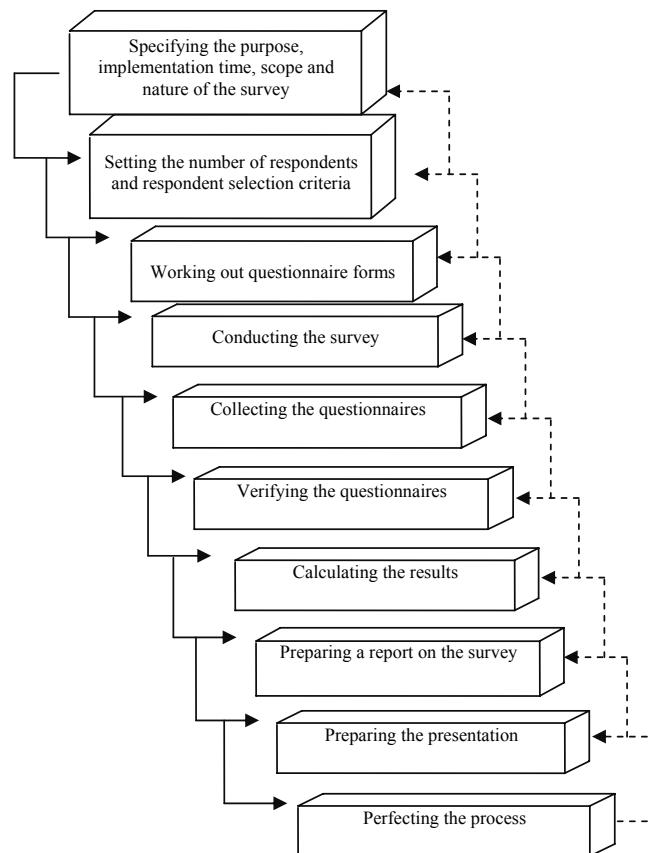 Specifying the purpose,
implementation time, scope and
nature of the survey
Setting the number of respondents
and respondent selection criteria
Working out questionnaire forms
Conducting the survey
Collecting the questionnaires
Verifying the questionnaires
Calculating the results
Preparing a report on the survey
Preparing the presentation
Perfecting the process